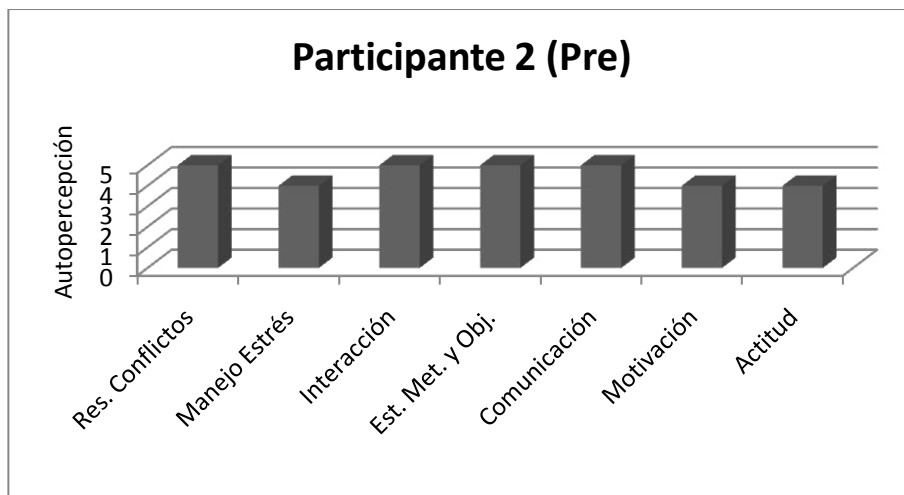 Participante 2 (Pre)
Autopercepción
5
4
3
2
1
0
Res. Conflictos
Manejo Estrés
Interacción
Est. Met. y Obj.
Comunicación
Motivación
Actitud